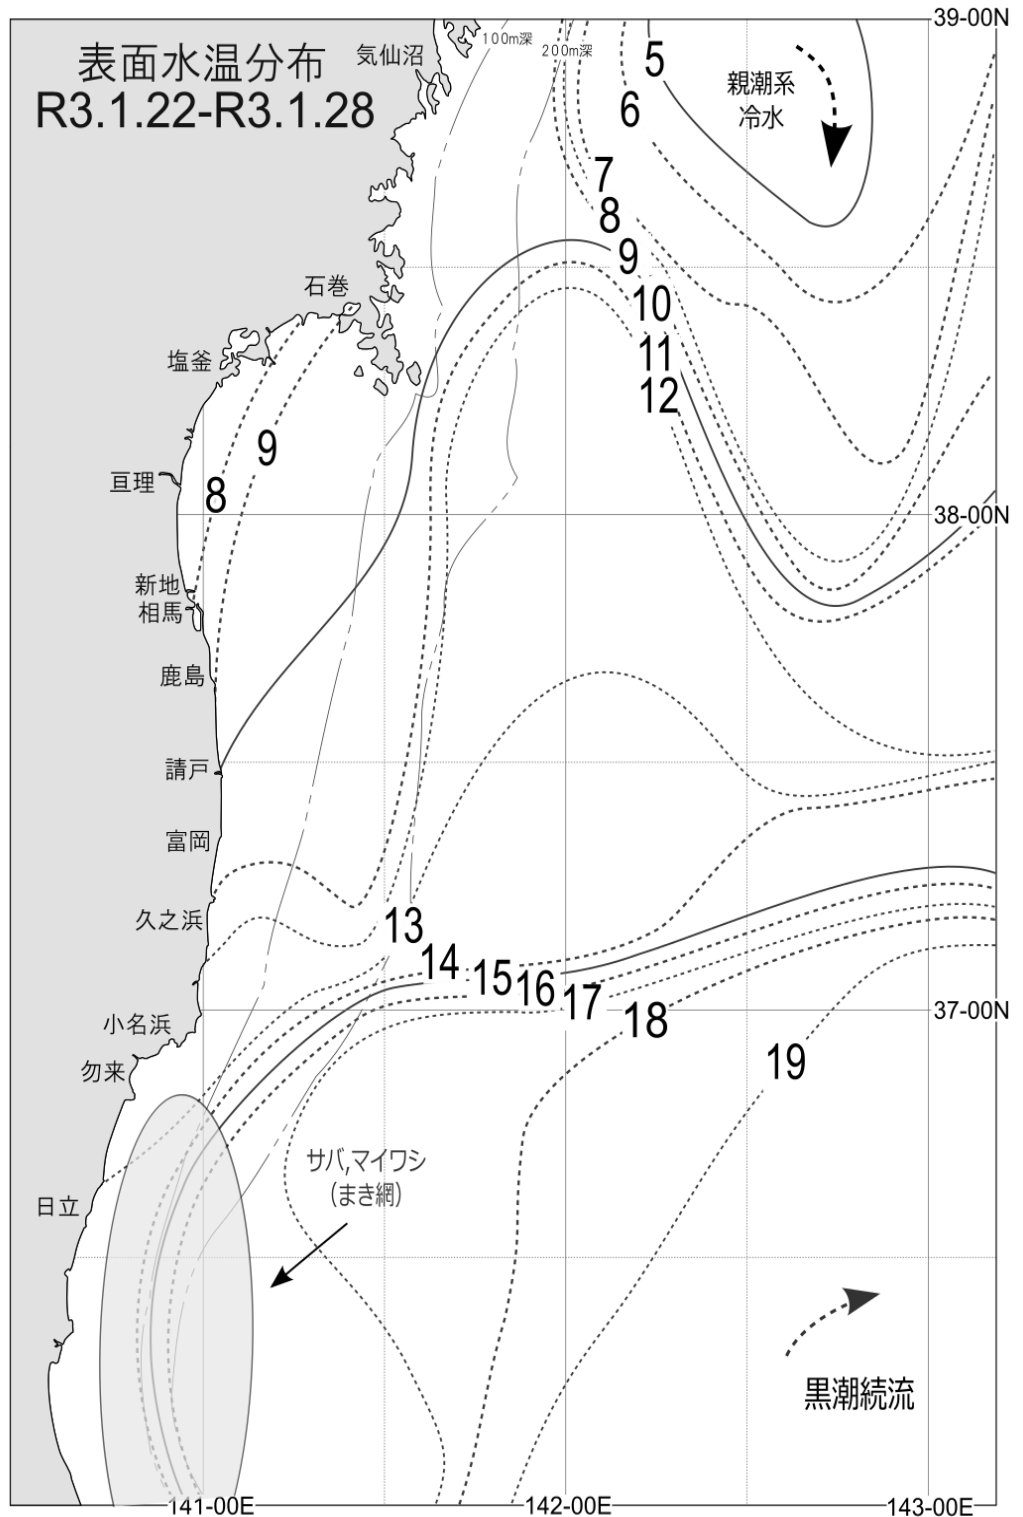 表面水温分布
R3.1.22-R3.1.28
気仙沼
100m深
200m深
39-00N
5
親潮系
冷水
6
7
8
9
10
11
12
石巻
塩釜
9
8
亘理
38-00N
新地
相馬
鹿島
請戸
富岡
久之浜
13
14
15
16
17
18
19
37-00N
小名浜
勿来
サバ,マイワシ
(まき網)
日立
黒潮続流
141-00E
142-00E
143-00E